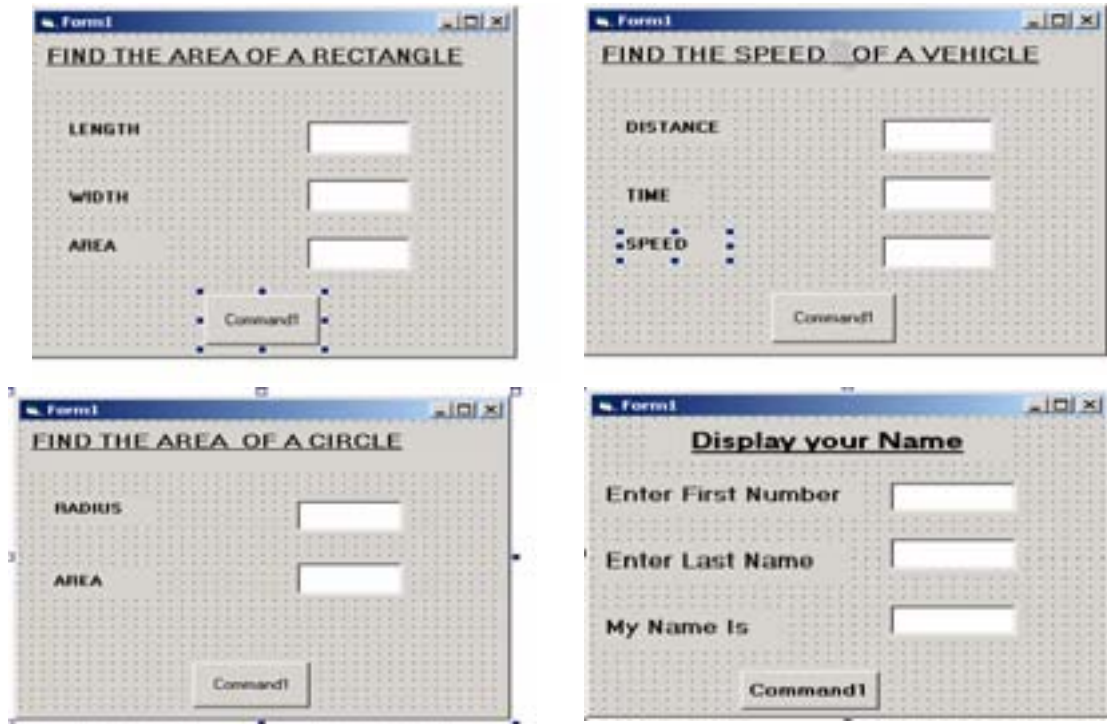 Form1
FIND THE AREA OF A RECTANGLE
LENGTH
WIDTH
AREA
Command1
Form1
FIND THE SPEED OF A VEHICLE
DISTANCE
TIME
SPEED
Command1
Form1
FIND THE AREA OF A CIRCLE
RADIUS
AREA
Command1
Form1
Display your Name
Enter First Number
Enter Last Name
My Name Is
Command1